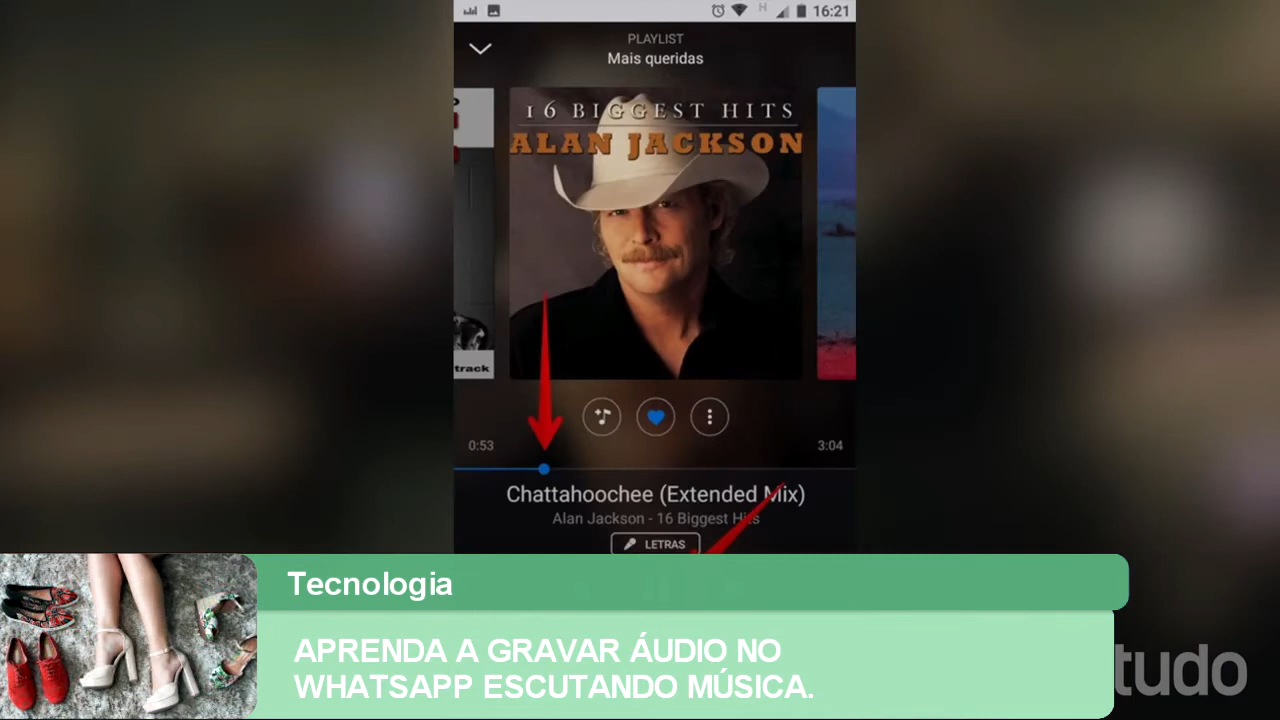 H 16:21
PLAYLIST
Mais queridas
16 BIGGEST HITS
ALAN JACKSON
track
0:53
3:04
Chattahoochee (Extended Mix)
Alan Jackson - 16 Biggest Hits
LETRAS
Tecnologia
APRENDA A GRAVAR ÁUDIO NO
WHATSAPP ESCUTANDO MÚSICA.
tudo